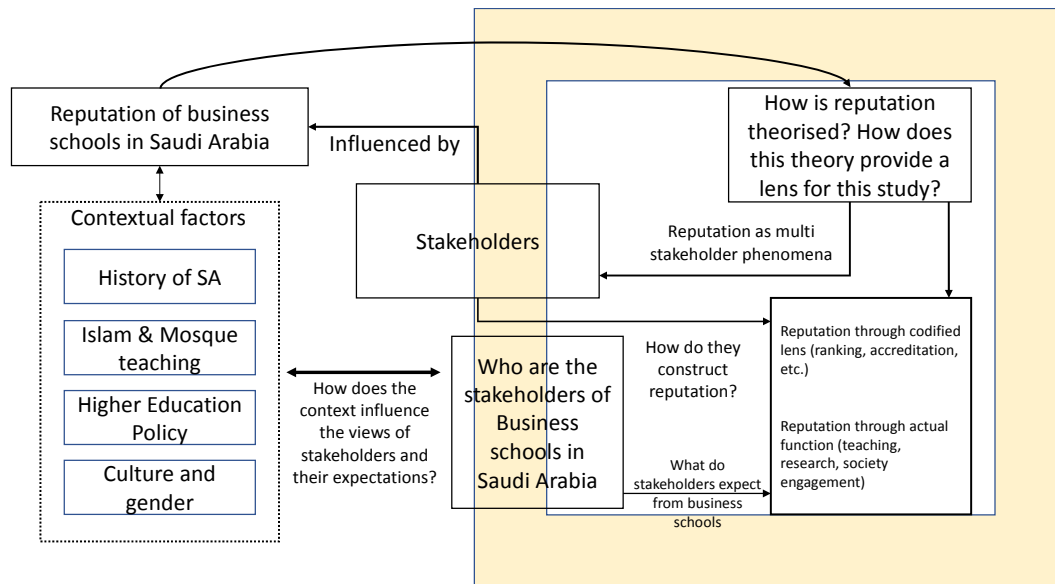 Reputation of business
schools in Saudi Arabia
Influenced by
How is reputation
theorised? How does
this theory provide a
lens for this study?
Contextual factors
History of SA
Islam & Mosque
teaching
Higher Education
Policy
Culture and
gender
Stakeholders
Reputation as multi
stakeholder phenomena
How does the
context influence
the views of
stakeholders and
their expectations?
Who are the
stakeholders of
Business
schools in
Saudi Arabia
How do they
construct
reputation?
What do
stakeholders expect
from business
schools
Reputation through codified
lens (ranking, accreditation,
etc.)
Reputation through actual
function (teaching,
research, society
engagement)